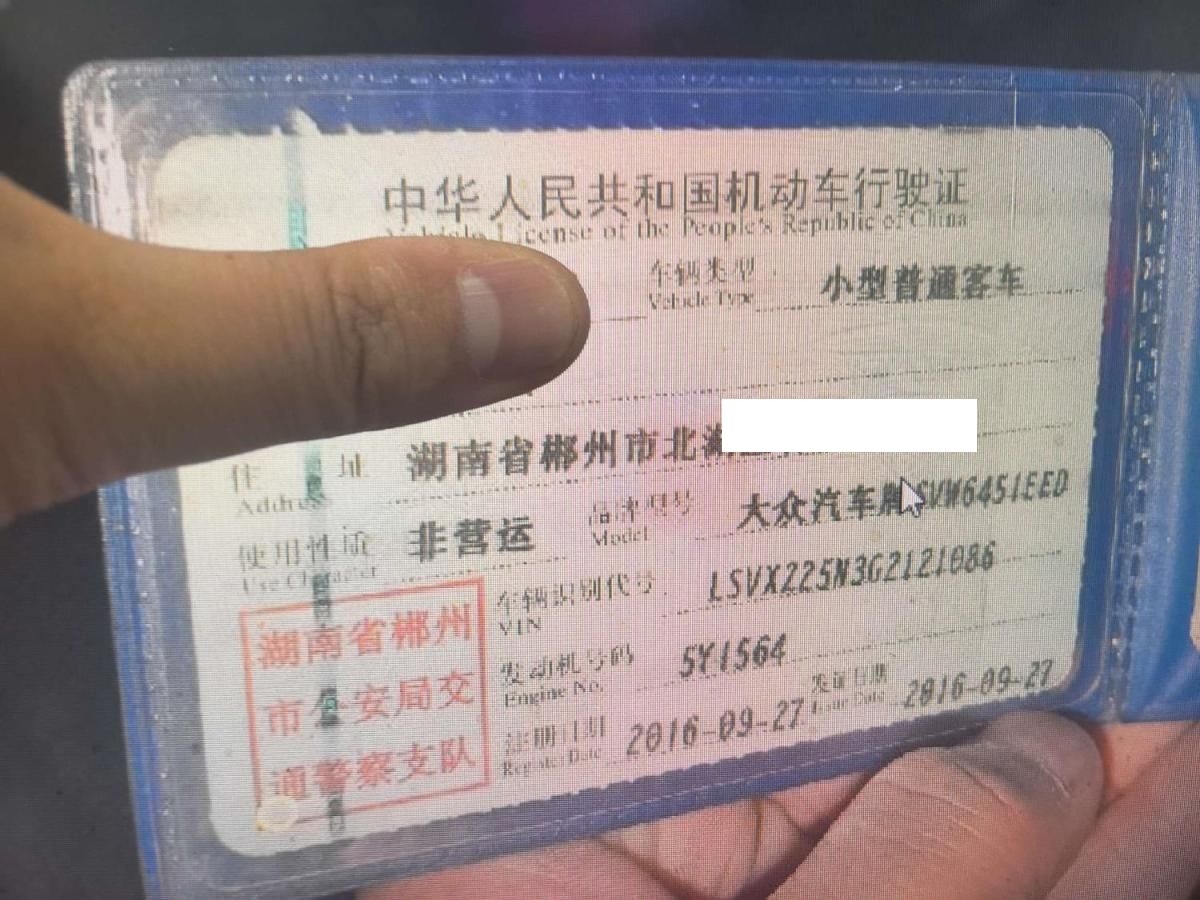 中华人民共和国机动车行驶证
Vehicle License of the People's Republic of China
车辆类型 小型普通客车
Vehicle Type
住 址 湖南省郴州市北湖
Address
使用性质 非营运 品牌型号 大众汽车牌SVW6451EED
Use Character Model
车辆识别代号 LSVX225N3G2121086
VIN
发动机号码 5Y1564
Engine No.
注册日期 2016-09-27 发证日期 2016-09-27
Register Date Issue Date
湖南省郴州
市公安局交
通警察支队